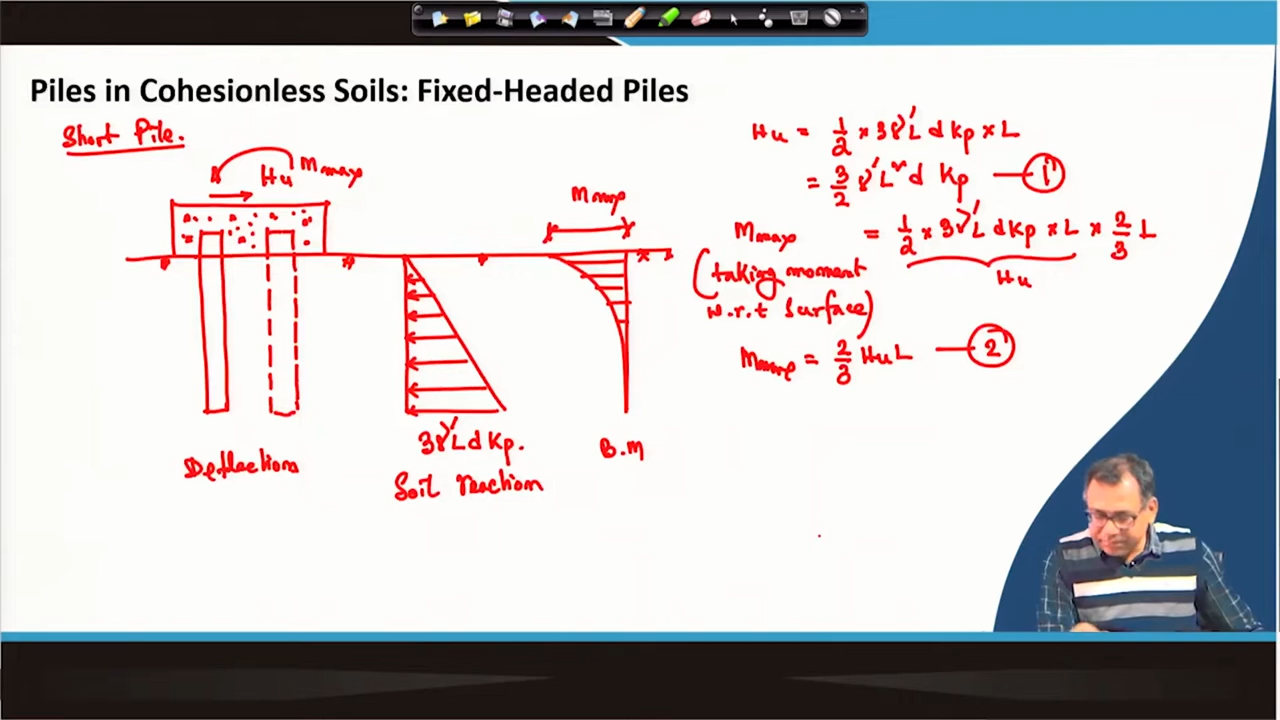 Piles in Cohesionless Soils: Fixed-Headed Piles
Short Pile.
Hu Mmax
Mmax
Deflection
3γ'LdKp.
Soil reaction
B.M
Hu = 1/2 × 3γ'L d Kp × L
= 3/2 γ'L² d Kp — 1
Mmax = 1/2 × 3γ'L dKp × L × 2/3 L
Hu
(taking moment
w.r.t surface)
Mmax = 2/3 Hu L — 2